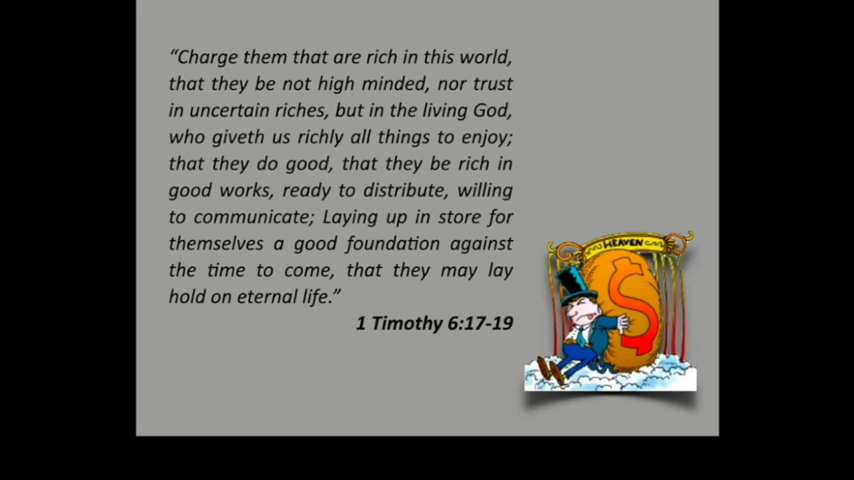 “Charge them that are rich in this world,
that they be not high minded, nor trust
in uncertain riches, but in the living God,
who giveth us richly all things to enjoy;
that they do good, that they be rich in
good works, ready to distribute, willing
to communicate; Laying up in store for
themselves a good foundation against
the time to come, that they may lay
hold on eternal life.”
1 Timothy 6:17-19
HEAVEN
$